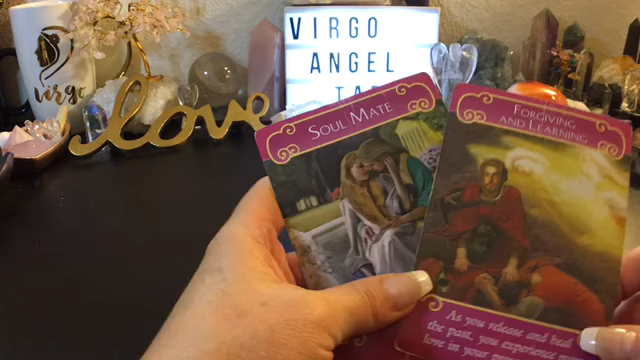 virgo
love
VIRGO
ANGEL
SOUL MATE
FORGIVING
AND LEARNING
As you release and heal
the past, you experience
love in your